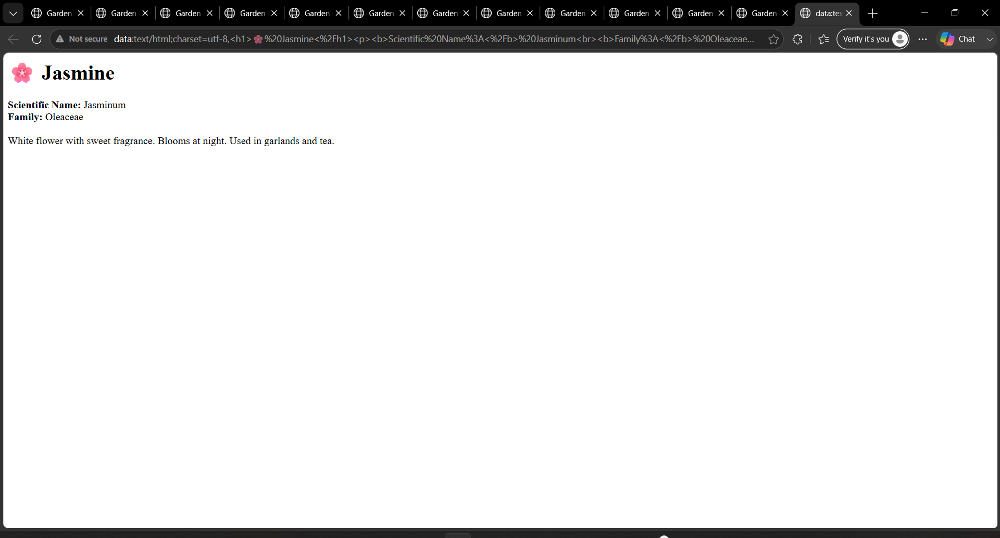 Garden Garden Garden Garden Garden Garden Garden Garden Garden Garden Garden Garden data:tex
Not secure data:text/html;charset=utf-8,<h1>🌸%20Jasmine<%2Fh1><p><b>Scientific%20Name%3A<%2Fb>%20Jasminum<br><b>Family%3A<%2Fb>%20Oleaceae... Verify it's you Chat
🌸 Jasmine
Scientific Name: Jasminum
Family: Oleaceae
White flower with sweet fragrance. Blooms at night. Used in garlands and tea.